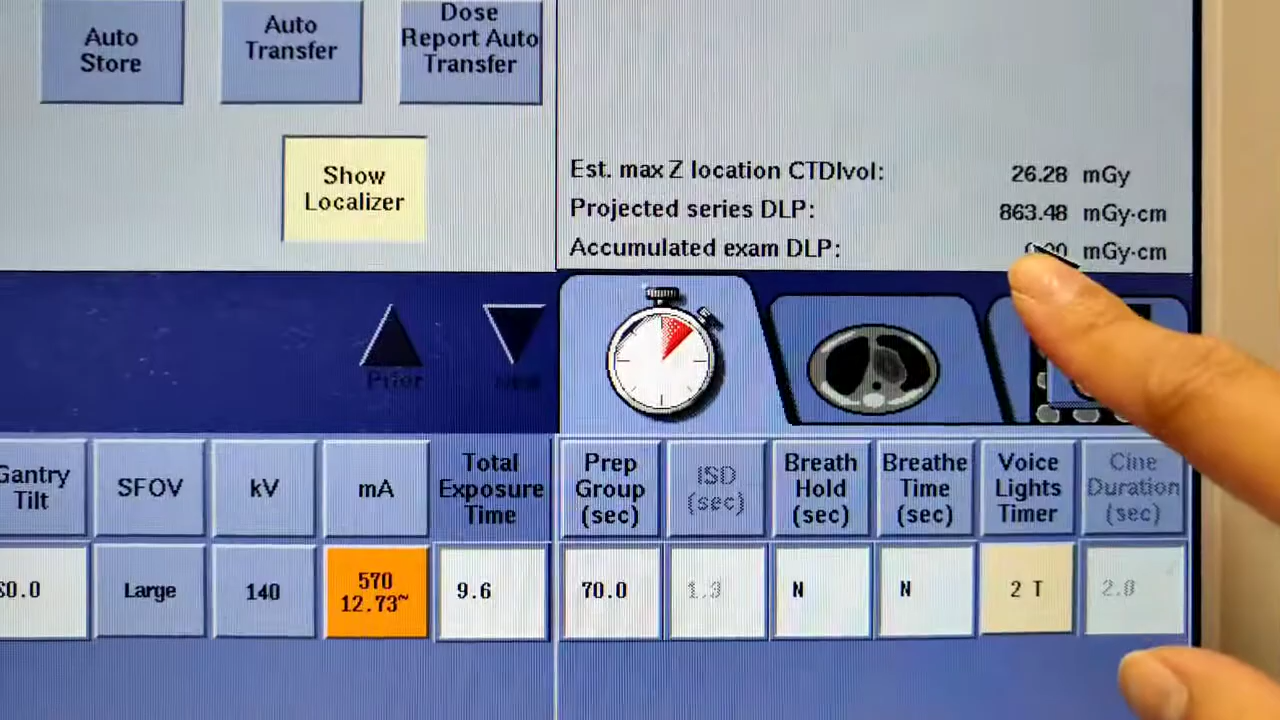 Auto
Store
Auto
Transfer
Dose
Report Auto
Transfer
Show
Localizer
Est. max Z location CTDIvol: 26.28 mGy
Projected series DLP: 863.48 mGy·cm
Accumulated exam DLP: mGy·cm
Prior
Gantry
Tilt
SFOV
kV
mA
Total
Exposure
Time
Prep
Group
(sec)
ISD
(sec)
Breath
Hold
(sec)
Breathe
Time
(sec)
Voice
Lights
Timer
Cine
Duration
(sec)
S0.0
Large
140
570
12.73~
9.6
70.0
1.3
N
N
2 T
2.0